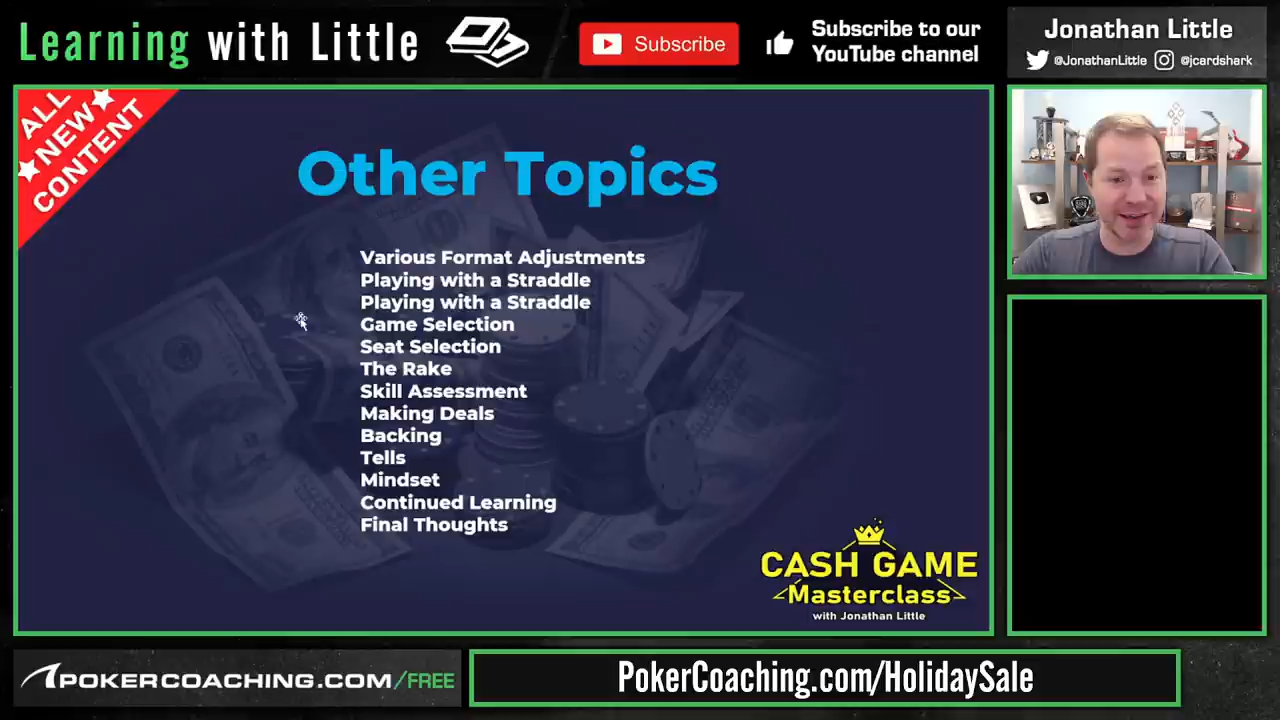 Learning with Little
Subscribe
Subscribe to our
YouTube channel
Jonathan Little
@JonathanLittle @jcardshark
ALL
NEW
CONTENT
Other Topics
Various Format Adjustments
Playing with a Straddle
Playing with a Straddle
Game Selection
Seat Selection
The Rake
Skill Assessment
Making Deals
Backing
Tells
Mindset
Continued Learning
Final Thoughts
CASH GAME
Masterclass
with Jonathan Little
POKERCOACHING.COM/FREE
PokerCoaching.com/HolidaySale